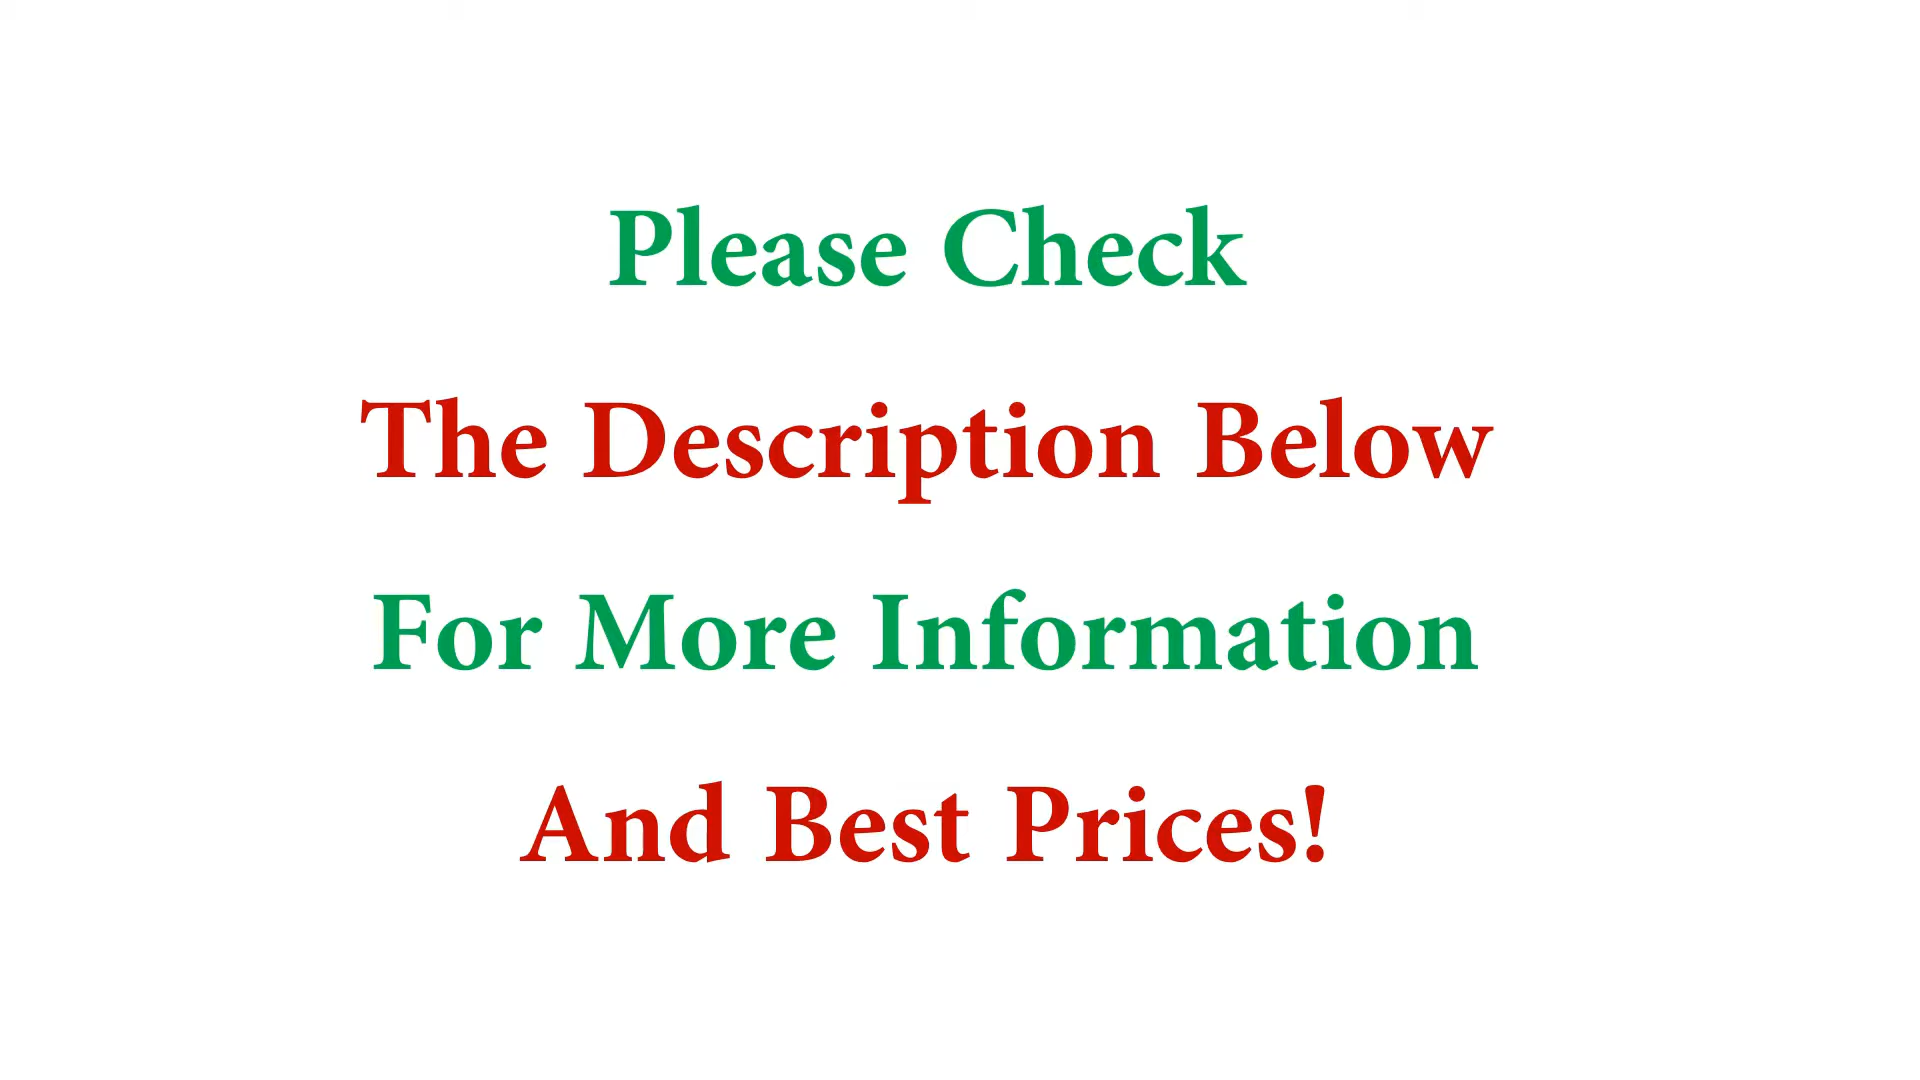 Please Check
The Description Below
For More Information
And Best Prices!